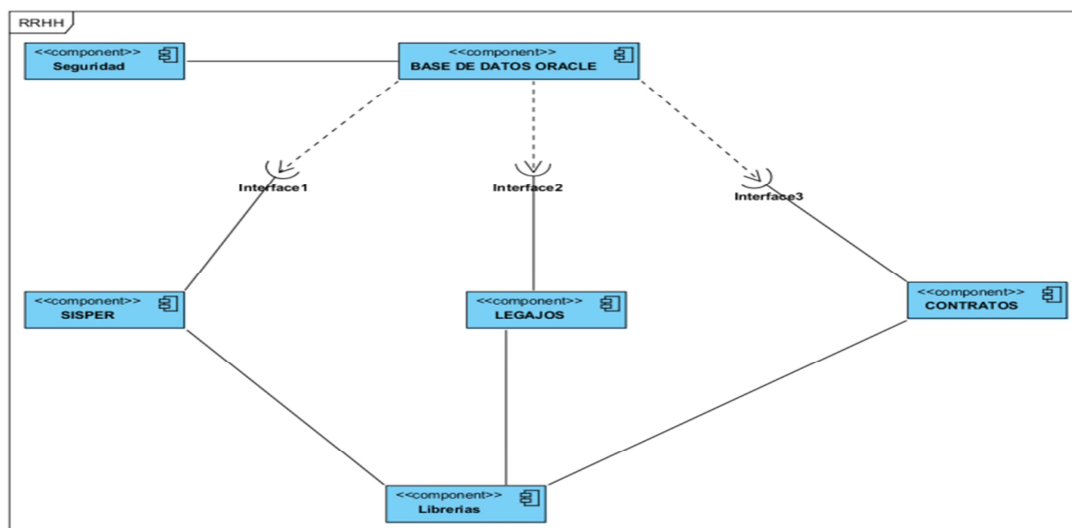 RRHH
<<component>>
Seguridad
<<component>>
BASE DE DATOS ORACLE
Interface1
Interface2
Interface3
<<component>>
SISPER
<<component>>
LEGAJOS
<<component>>
CONTRATOS
<<component>>
Librerias